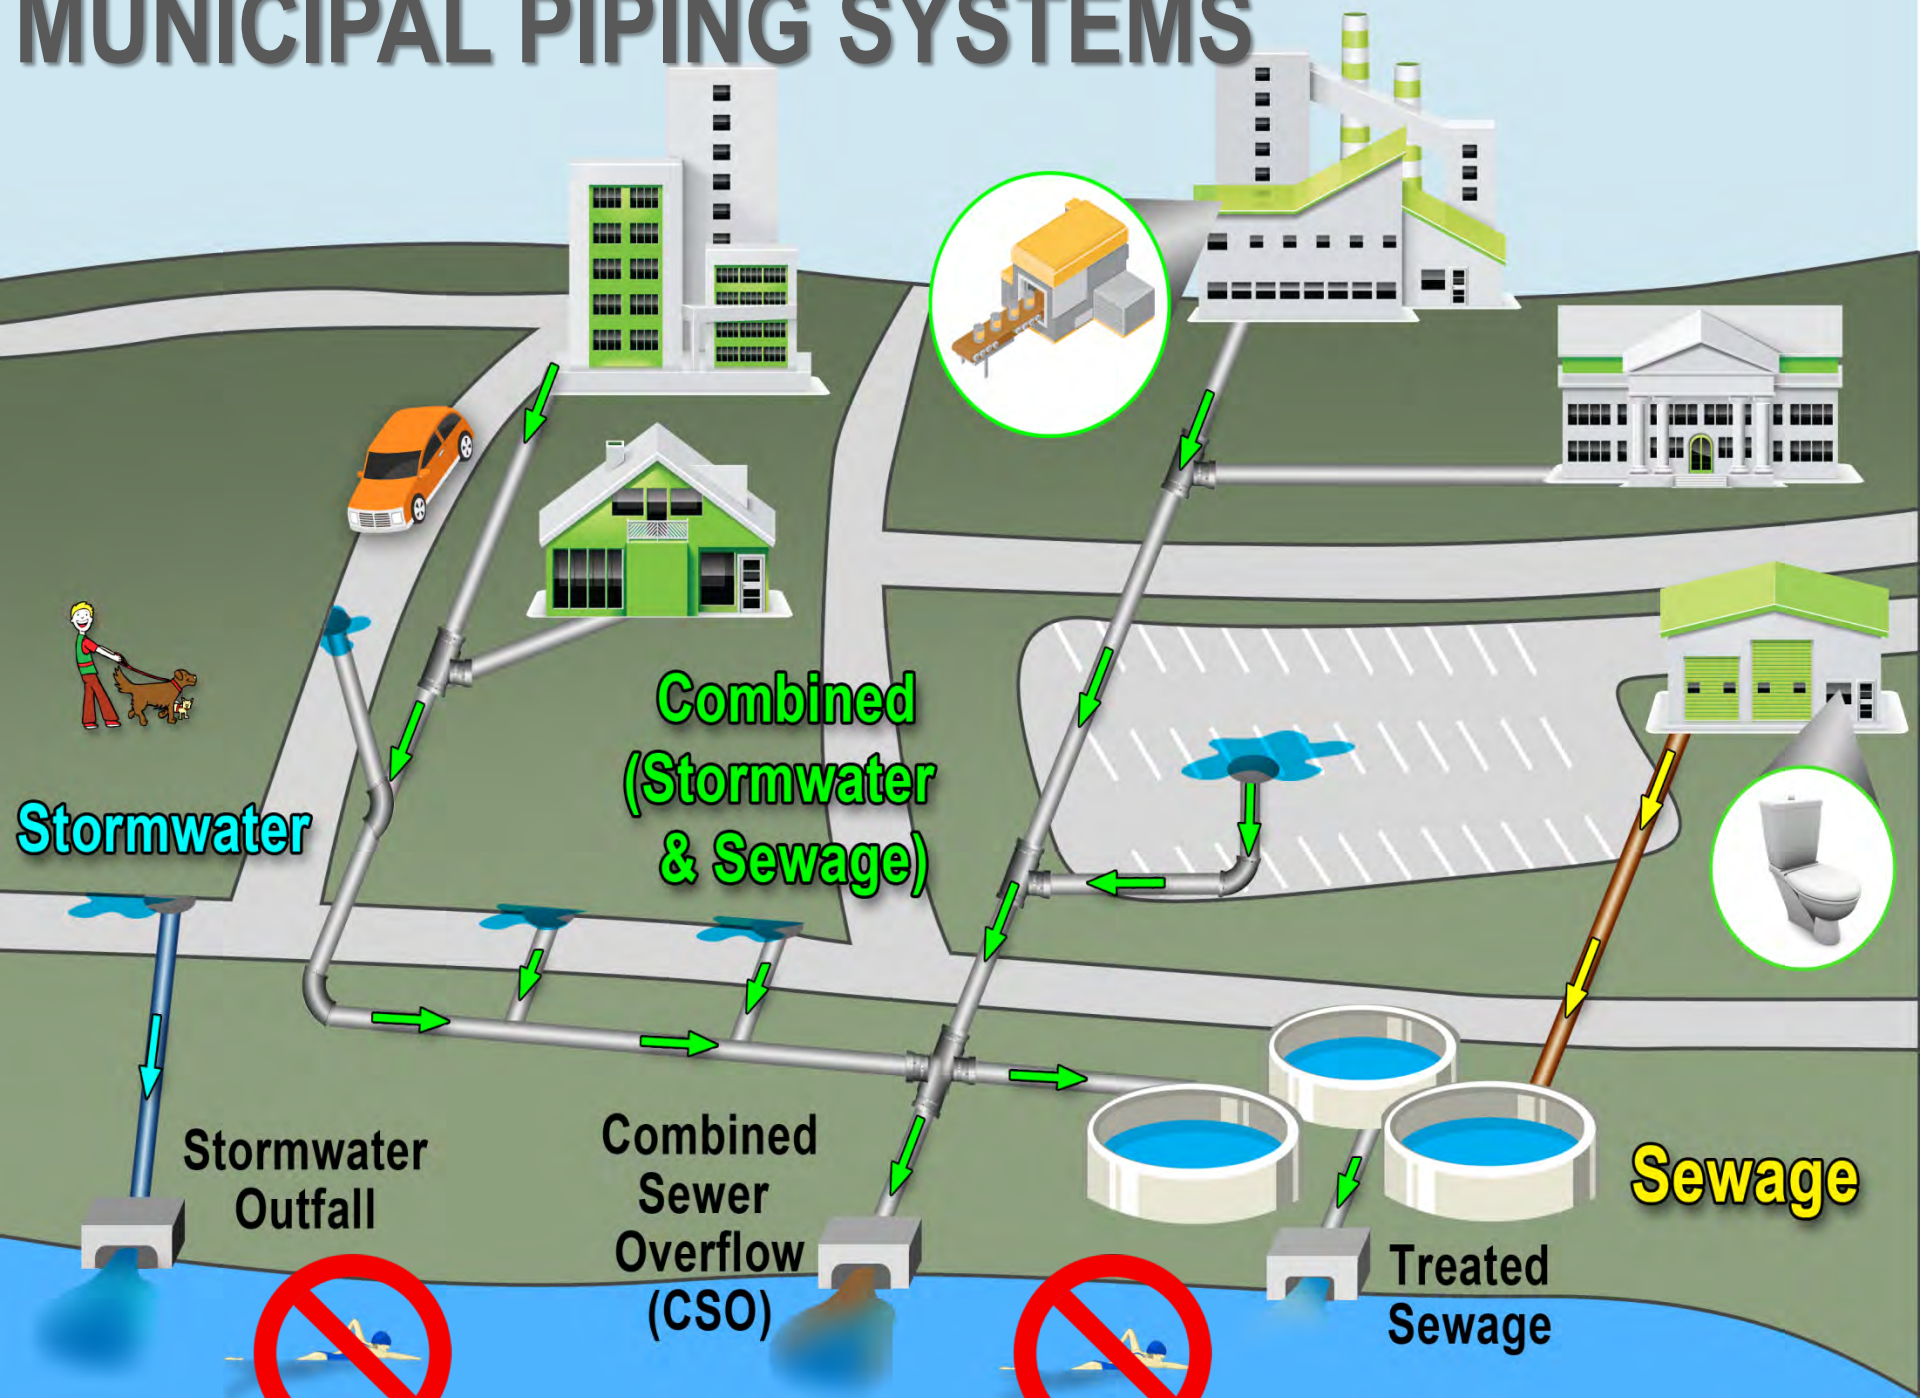 MUNICIPAL PIPING SYSTEMS
Combined
(Stormwater
& Sewage)
Stormwater
Stormwater
Outfall
Combined
Sewer
Overflow
(CSO)
Sewage
Treated
Sewage